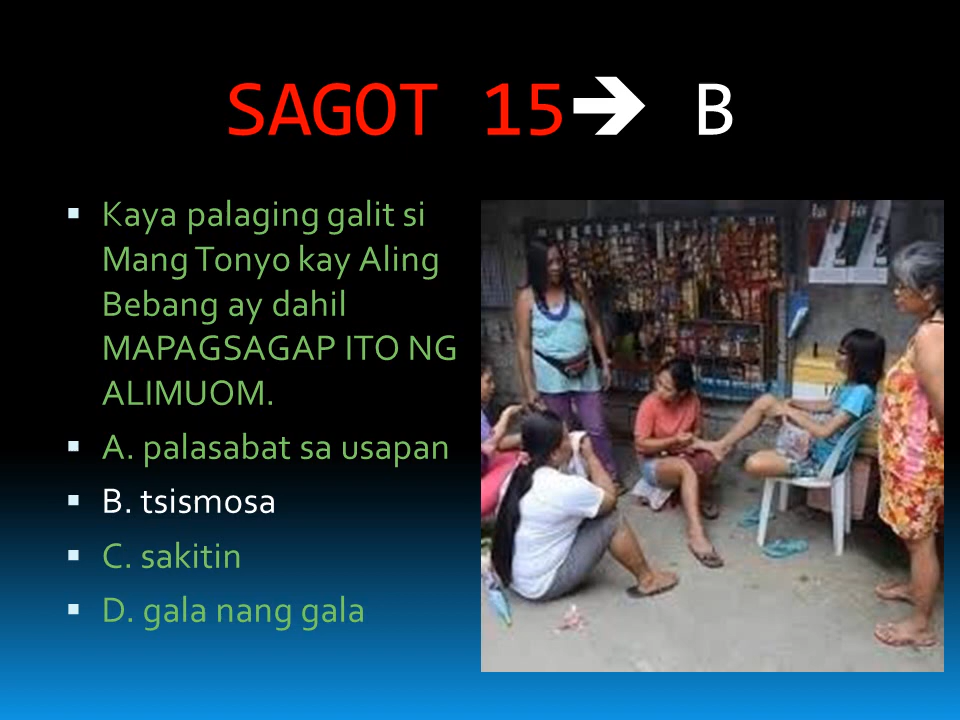 SAGOT 15🡺 B
▪ Kaya palaging galit si
Mang Tonyo kay Aling
Bebang ay dahil
MAPAGSAGAP ITO NG
ALIMUOM.
▪ A. palasabat sa usapan
▪ B. tsismosa
▪ C. sakitin
▪ D. gala nang gala